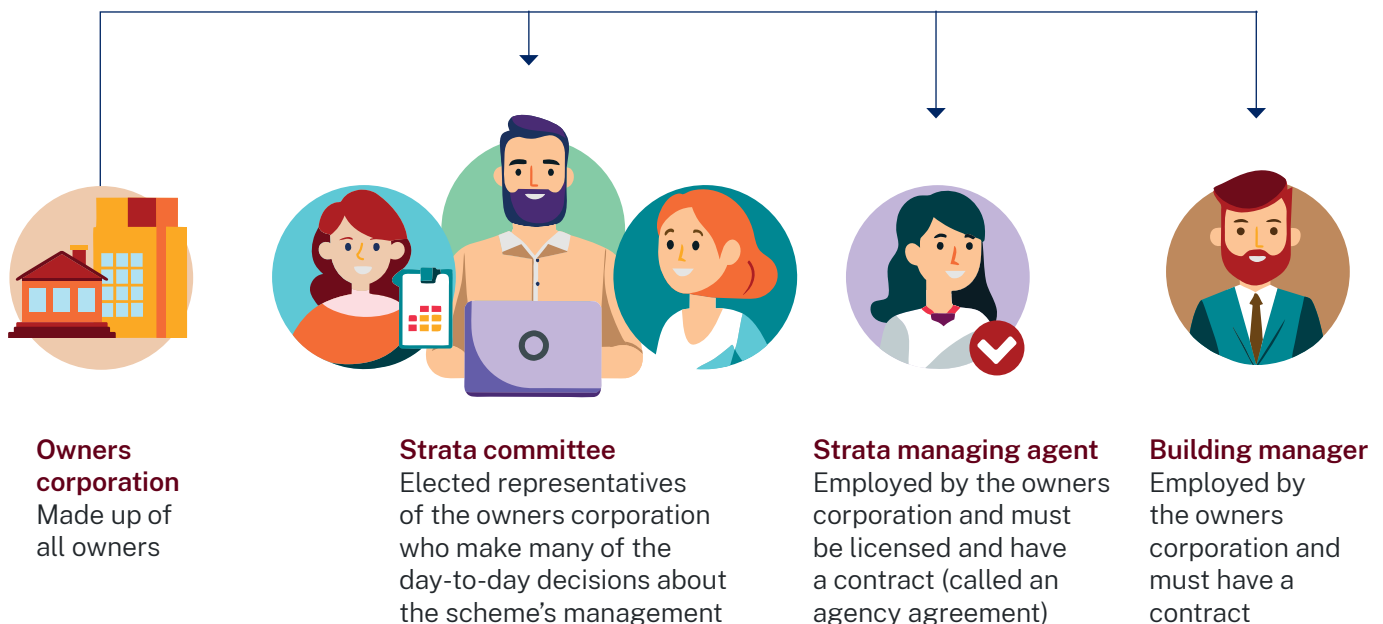 Owners
corporation
Made up of
all owners
Strata committee
Elected representatives
of the owners corporation
who make many of the
day-to-day decisions about
the scheme’s management
Strata managing agent
Employed by the owners
corporation and must
be licensed and have
a contract (called an
agency agreement)
Building manager
Employed by
the owners
corporation and
must have a
contract